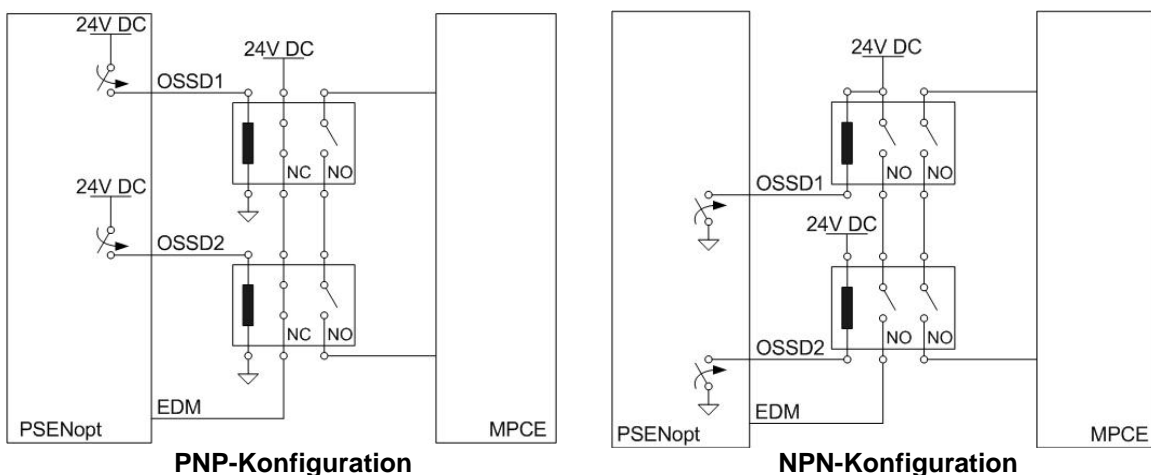 24V DC
24V DC
OSSD1
NC
NO
24V DC
OSSD2
NC
NO
EDM
PSENopt
MPCE
PNP-Konfiguration
24V DC
NO
NO
OSSD1
24V DC
NO
NO
OSSD2
EDM
PSENopt
MPCE
NPN-Konfiguration